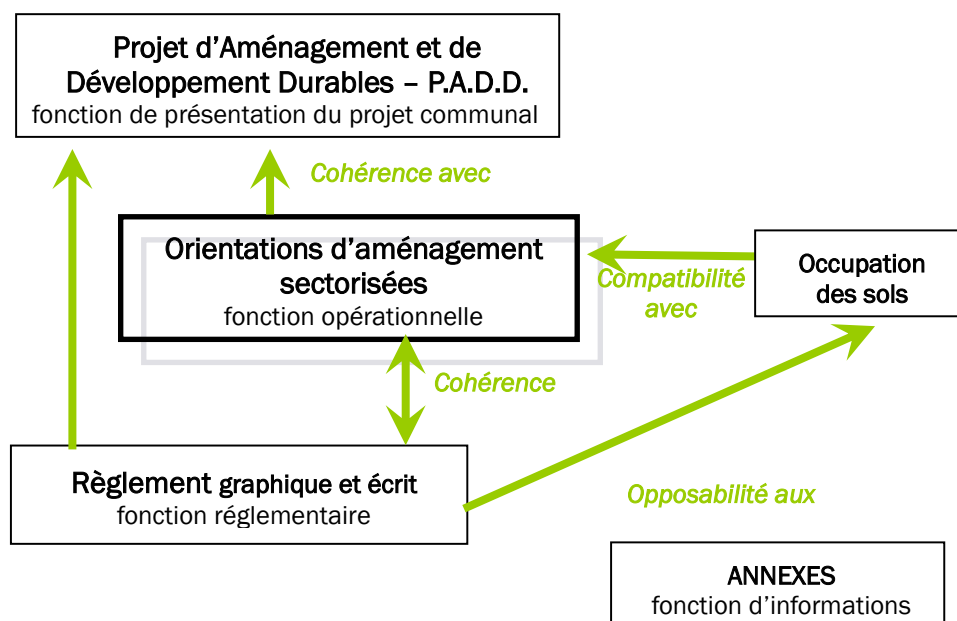 Projet d'Aménagement et de
Développement Durables – P.A.D.D.
fonction de présentation du projet communal
Cohérence avec
Orientations d'aménagement
sectorisées
fonction opérationnelle
Compatibilité
avec
Occupation
des sols
Cohérence
Règlement graphique et écrit
fonction réglementaire
Opposabilité aux
ANNEXES
fonction d'informations